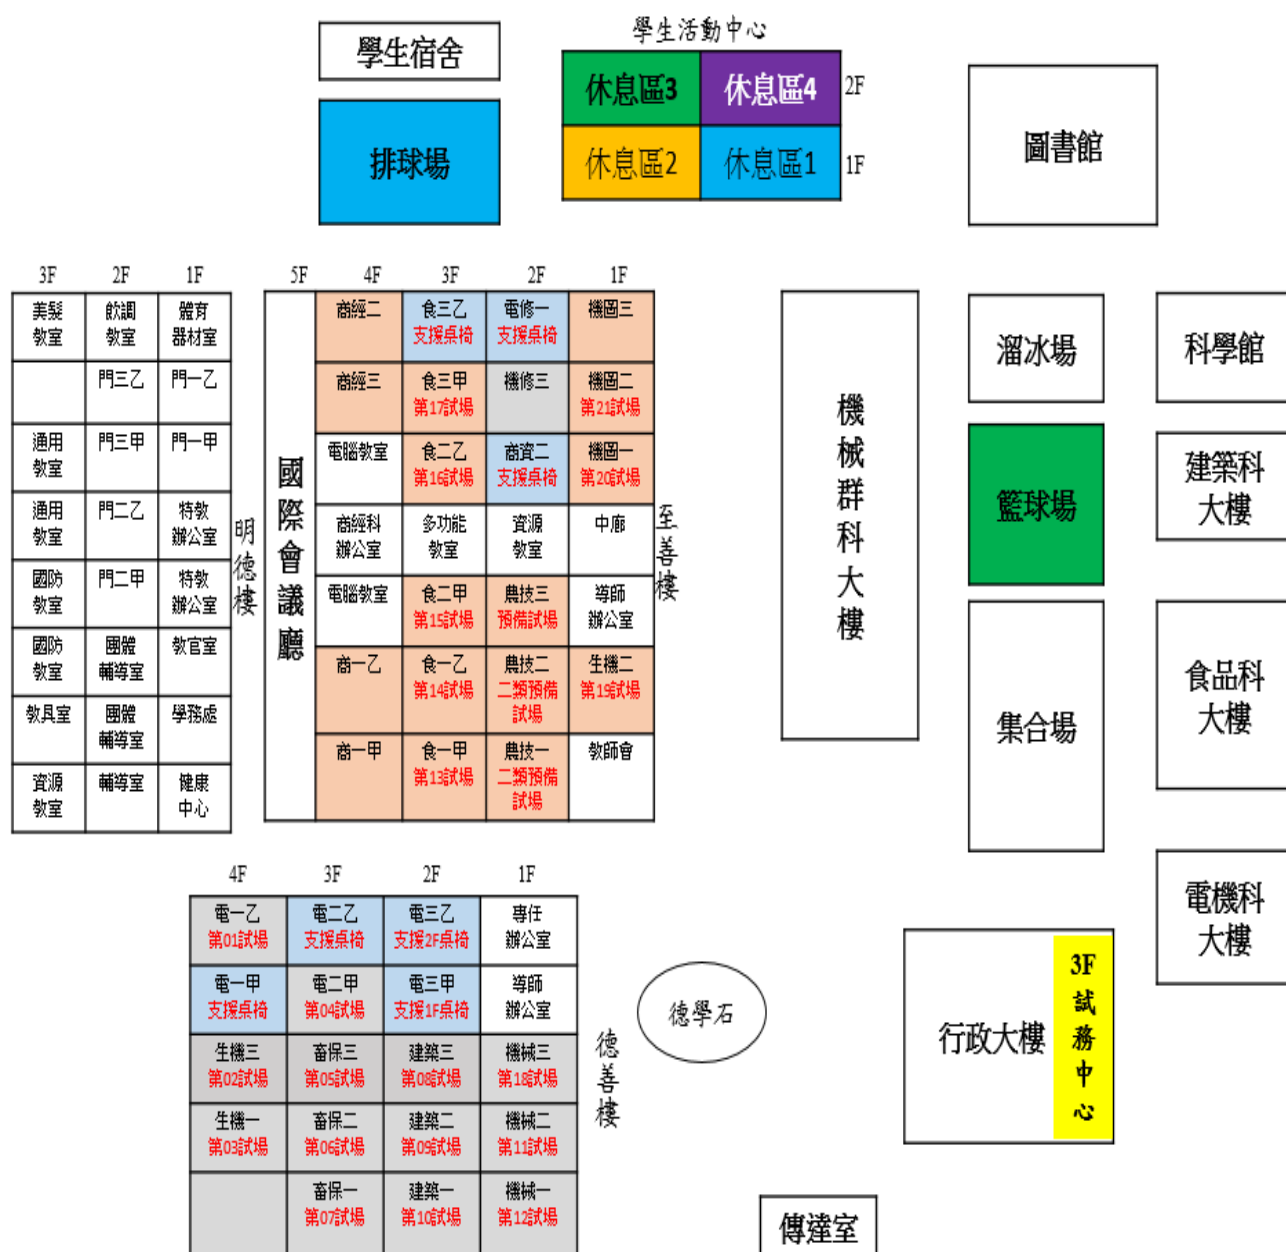 學生宿舍
排球場
學生活動中心
休息區3
休息區4
2F
休息區2
休息區1
1F
圖書館
3F
2F
1F
美髮
教室
飲調
教室
體育
器材室
門三乙
門一乙
通用
教室
門三甲
門一甲
通用
教室
門二乙
特教
辦公室
國防
教室
門二甲
特教
辦公室
國防
教室
團體
輔導室
教官室
教具室
團體
輔導室
學務處
資源
教室
輔導室
健康
中心
明德樓
5F
4F
3F
2F
1F
國際會議廳
商經二
食三乙
支援桌椅
電修一
支援桌椅
機圖三
商經三
食三甲
第17試場
機修三
機圖二
第21試場
電腦教室
食二乙
第16試場
商資二
支援桌椅
機圖一
第20試場
商經科
辦公室
多功能
教室
資源
教室
中廊
電腦教室
食二甲
第15試場
農技三
預備試場
導師
辦公室
商一乙
食一乙
第14試場
農技二
二類預備
試場
生機二
第19試場
商一甲
食一甲
第13試場
農技一
二類預備
試場
教師會
至善樓
機械群科大樓
溜冰場
籃球場
集合場
科學館
建築科
大樓
食品科
大樓
電機科
大樓
4F
3F
2F
1F
電一乙
第01試場
電二乙
支援桌椅
電三乙
支援2F桌椅
專任
辦公室
電一甲
支援桌椅
電二甲
第04試場
電三甲
支援1F桌椅
導師
辦公室
生機三
第02試場
畜保三
第05試場
建築三
第08試場
機械三
第18試場
生機一
第03試場
畜保二
第06試場
建築二
第09試場
機械二
第11試場
畜保一
第07試場
建築一
第10試場
機械一
第12試場
德善樓
德學石
行政大樓
3F
試務中心
傳達室